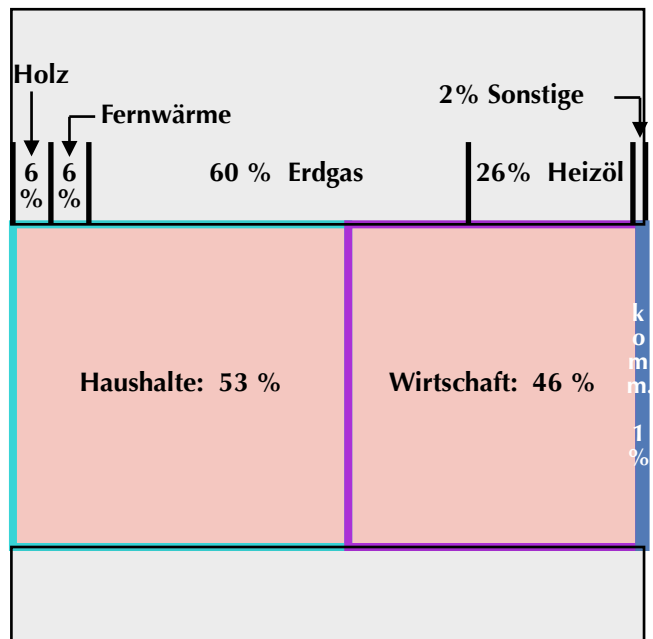 Holz
2% Sonstige
Fernwärme
6
%
6
%
60 % Erdgas
26% Heizöl
Haushalte: 53 %
Wirtschaft: 46 %
k
o
m
m.
1
%